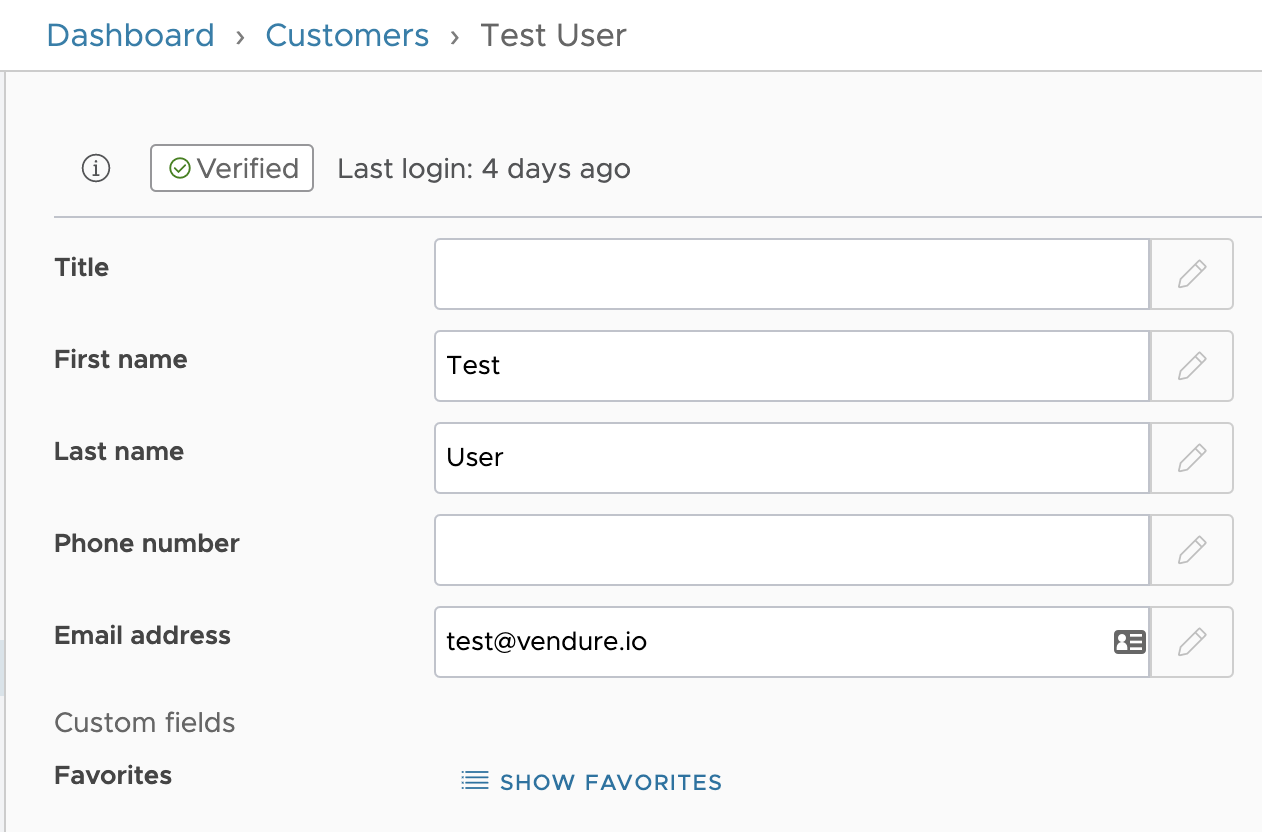 Dashboard › Customers › Test User
Verified Last login: 4 days ago
Title
First name Test
Last name User
Phone number
Email address test@vendure.io
Custom fields
Favorites SHOW FAVORITES